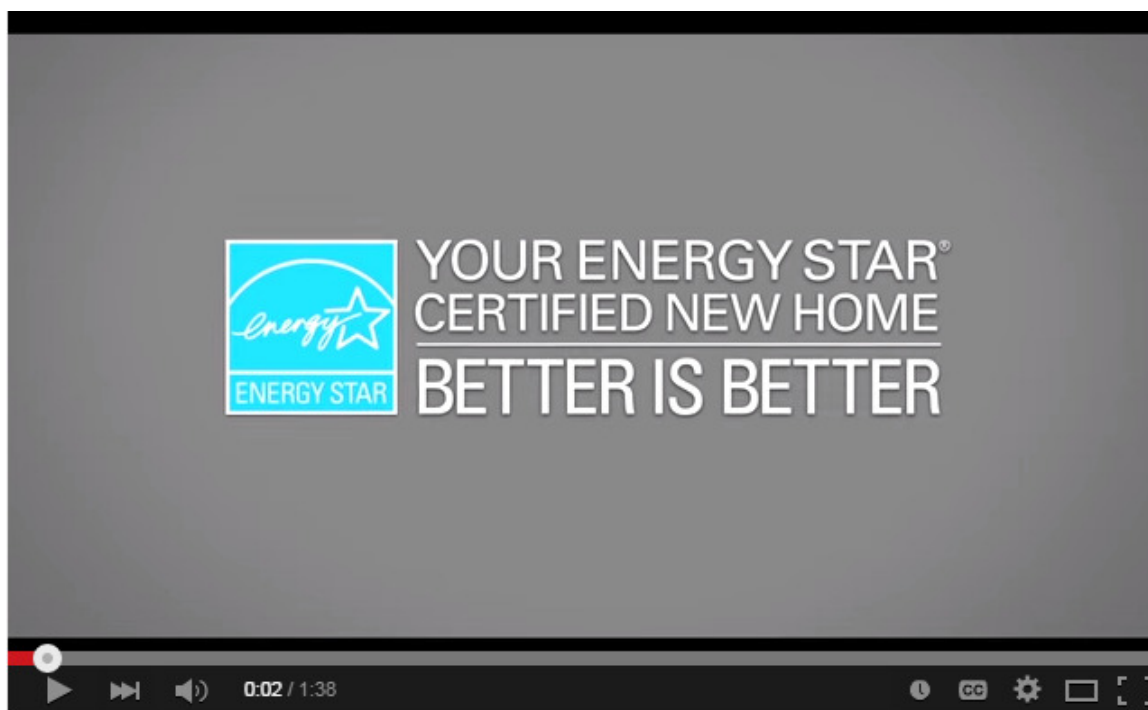 YOUR ENERGY STAR®
CERTIFIED NEW HOME
BETTER IS BETTER
energy
ENERGY STAR
0:02 / 1:38
CC